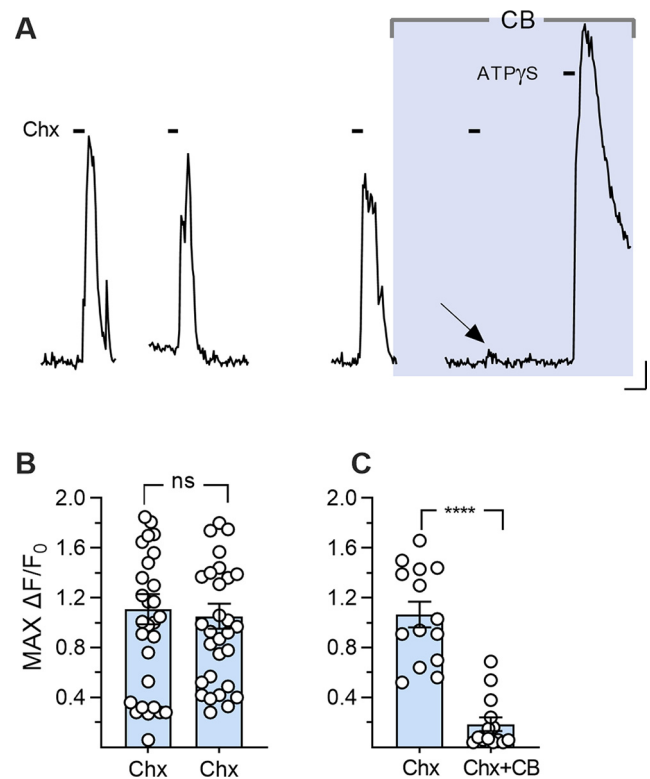 A
CB
ATPγS
Chx
B
C
ns
****
MAX ΔF/F0
2.0
1.6
1.2
0.8
0.4
2.0
1.6
1.2
0.8
0.4
Chx
Chx
Chx
Chx+CB